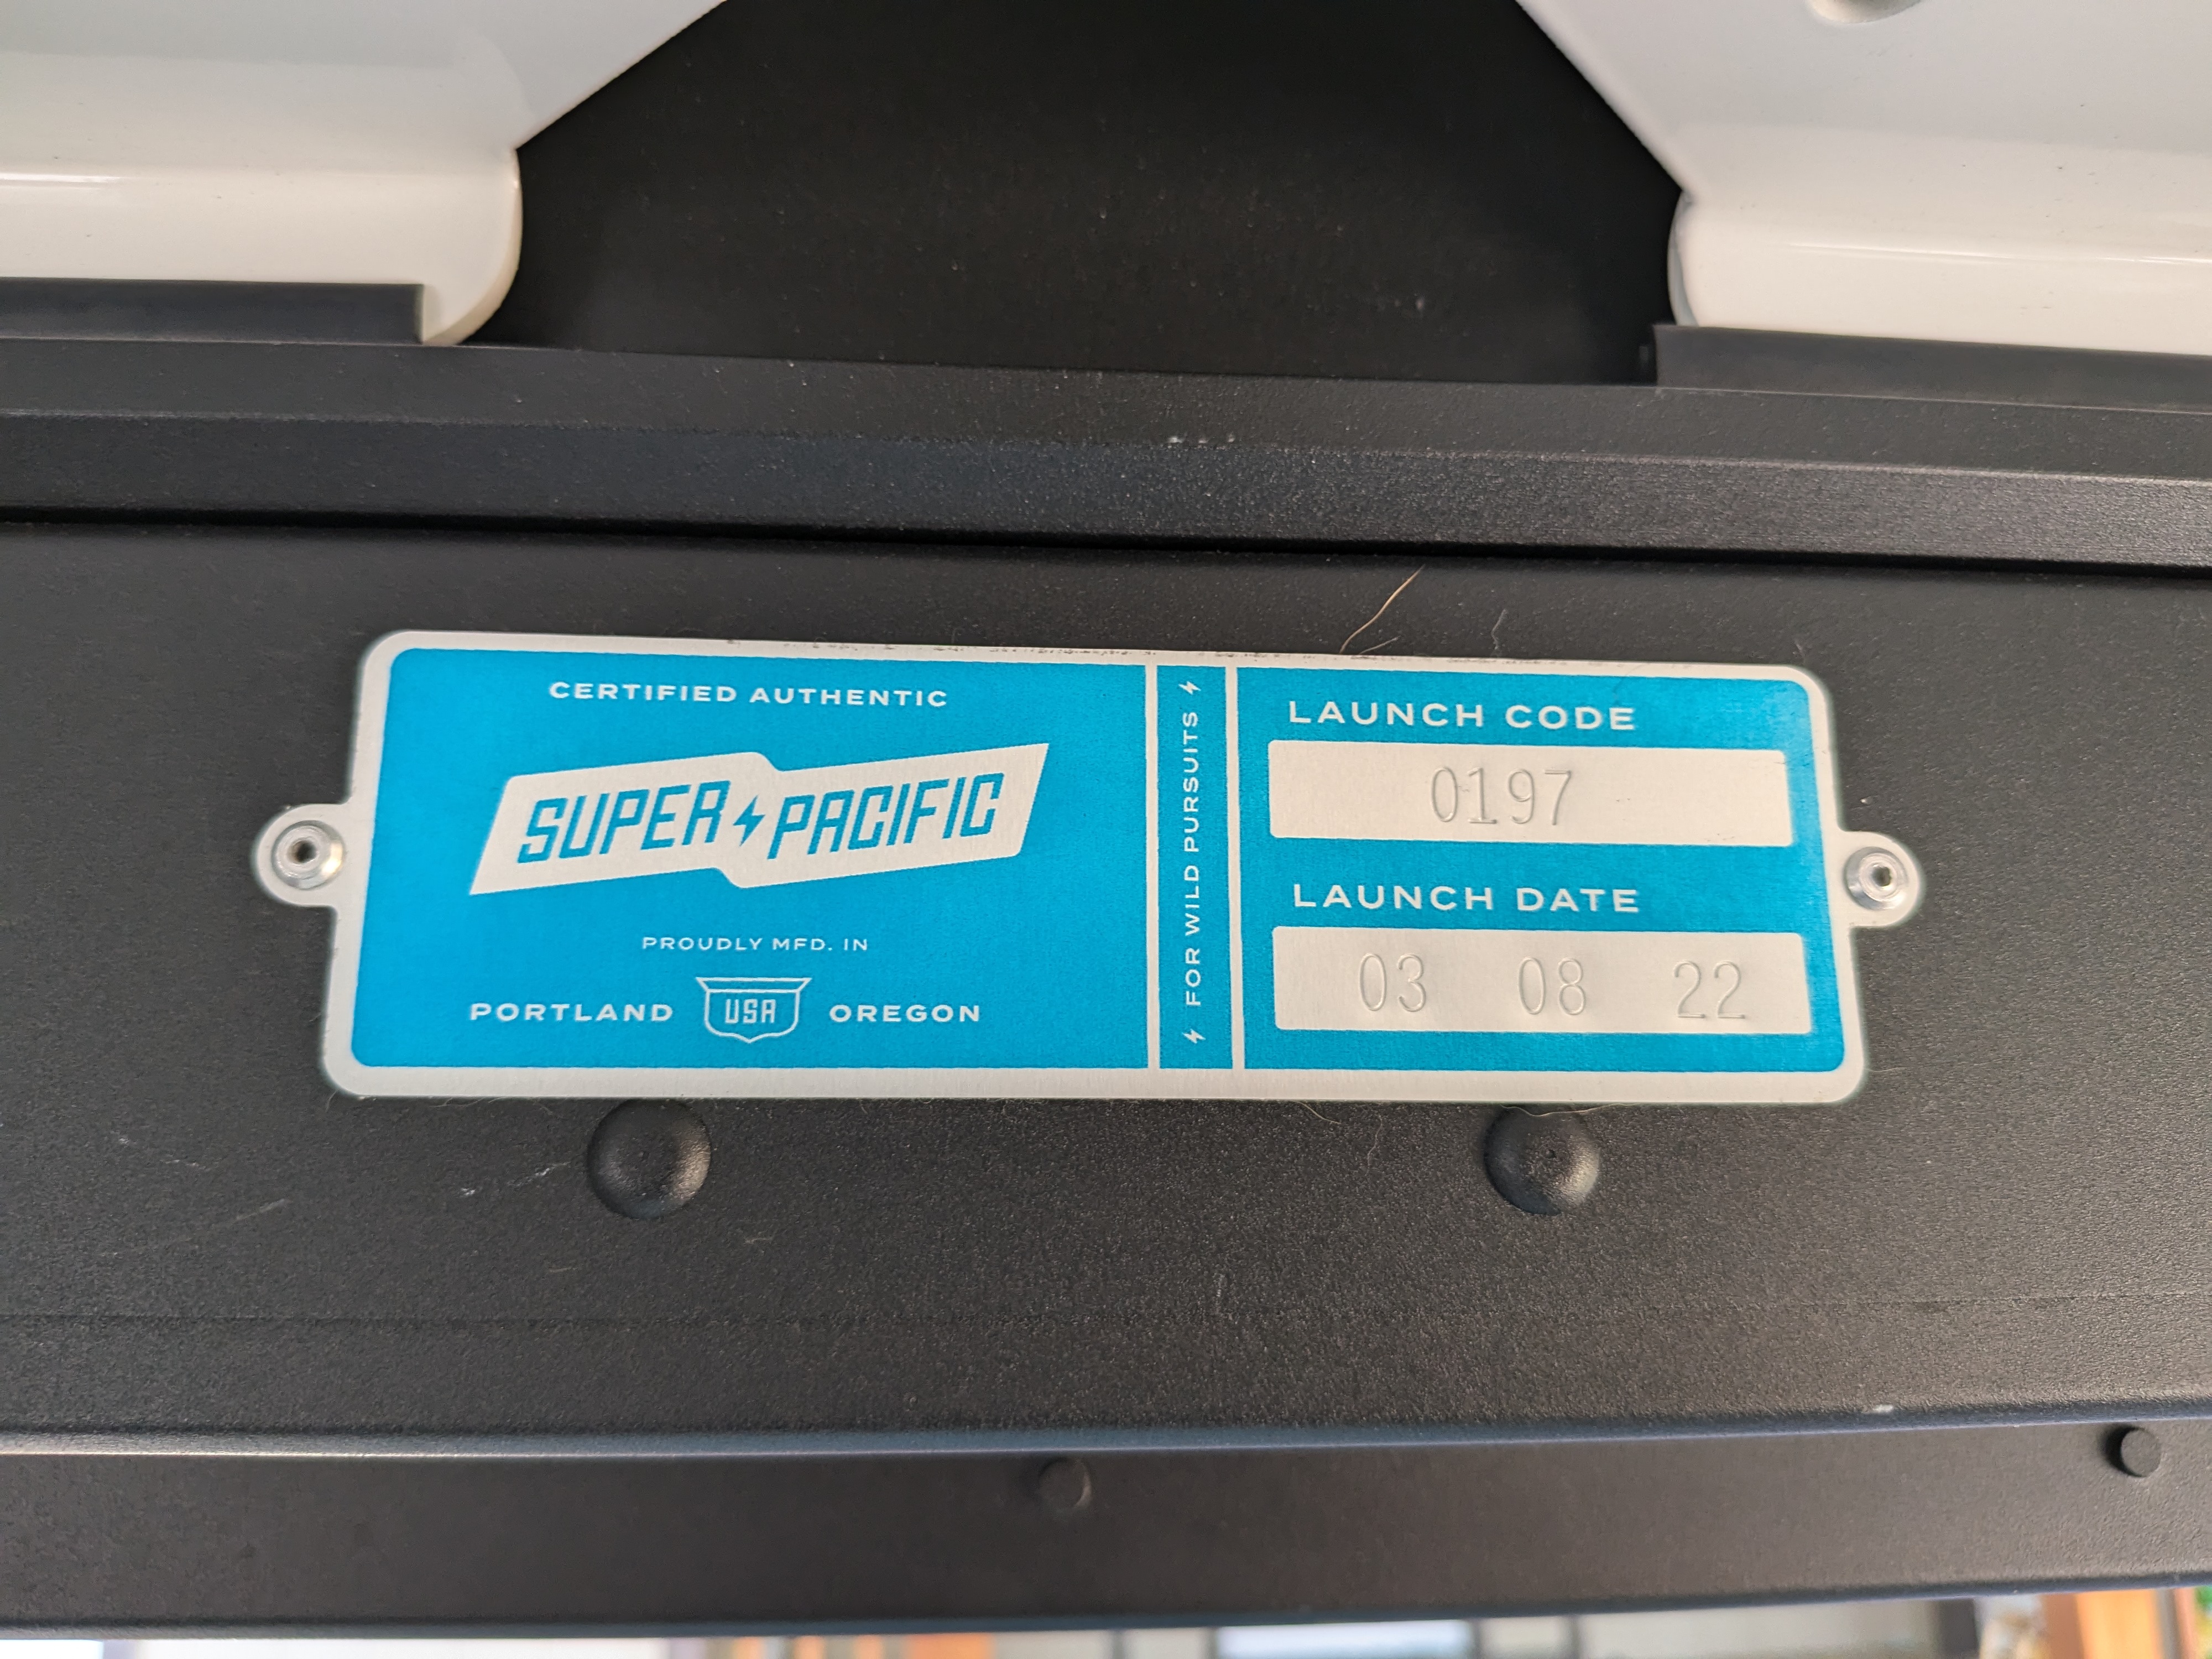 CERTIFIED AUTHENTIC
SUPER PACIFIC
PROUDLY MFD. IN
PORTLAND USA OREGON
FOR WILD PURSUITS
LAUNCH CODE
0197
LAUNCH DATE
03 08 22